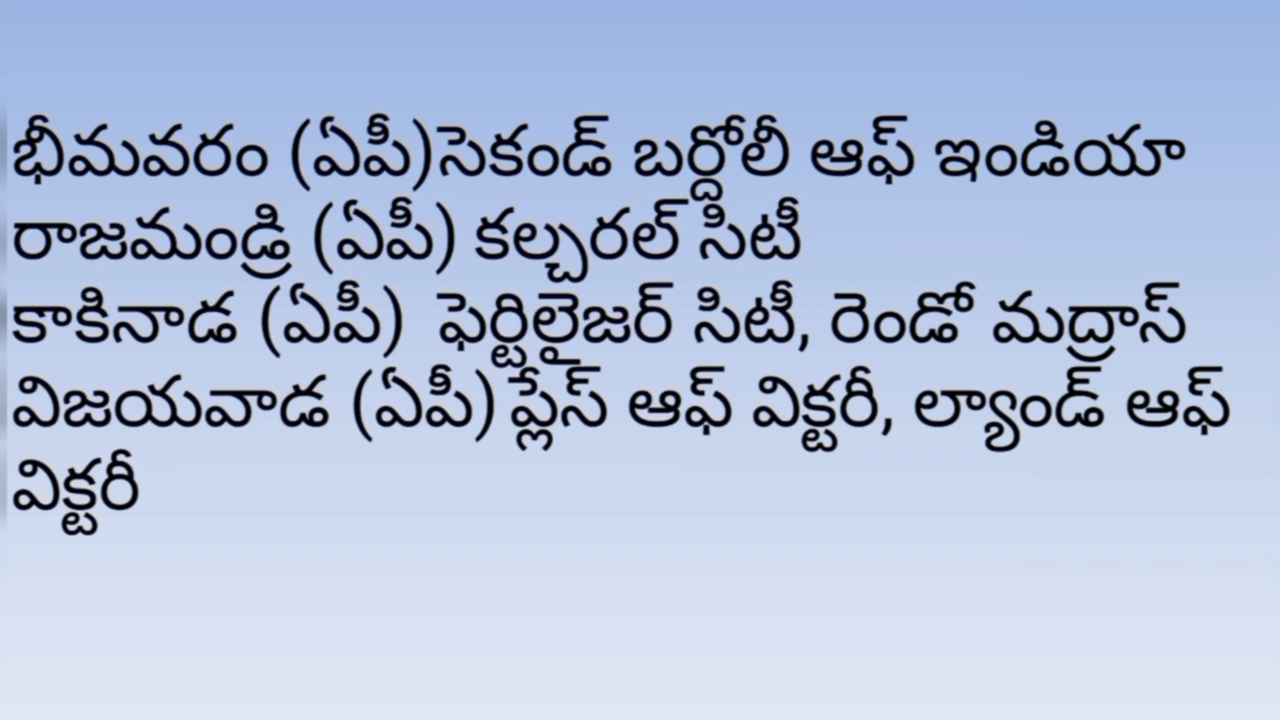 భీమవరం (ఏపీ)సెకండ్ బర్దోలీ ఆఫ్ ఇండియా
రాజమండ్రి (ఏపీ) కల్చరల్ సిటీ
కాకినాడ (ఏపీ) ఫెర్టిలైజర్ సిటీ, రెండో మద్రాస్
విజయవాడ (ఏపీ) ప్లేస్ ఆఫ్ విక్టరీ, ల్యాండ్ ఆఫ్
విక్టరీ